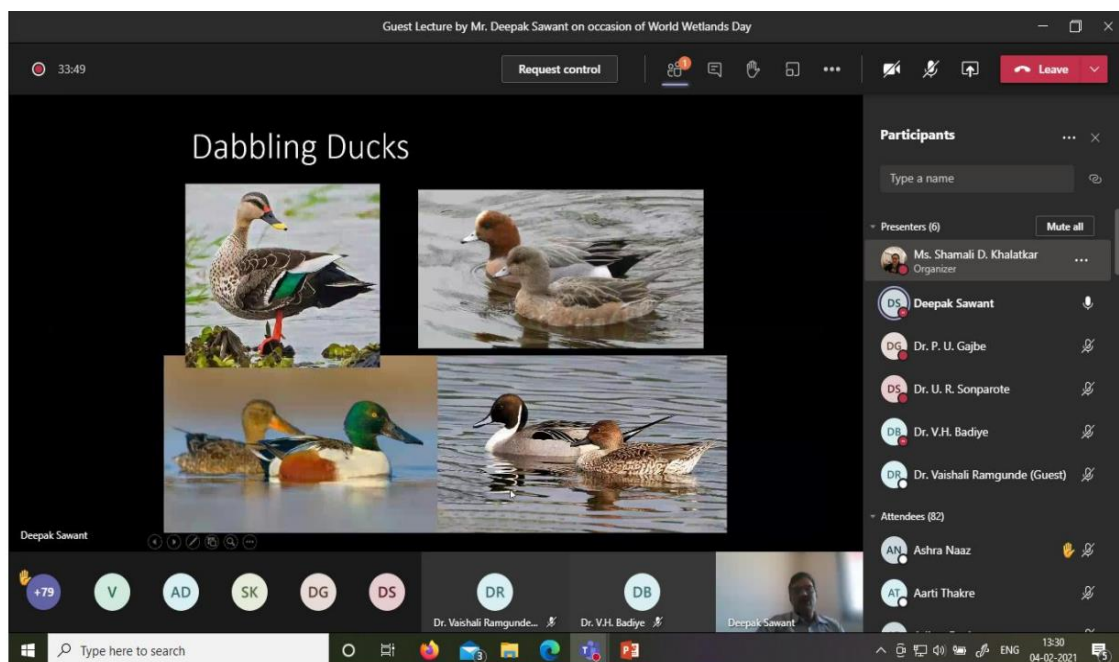 Guest Lecture by Mr. Deepak Sawant on occasion of World Wetlands Day
33:49
Request control
1
Leave
Dabbling Ducks
Deepak Sawant
Participants
Type a name
Presenters (6)
Mute all
Ms. Shamali D. Khalatkar
Organizer
DS
Deepak Sawant
DG
Dr. P. U. Gajbe
DS
Dr. U. R. Sonparote
DB
Dr. V.H. Badiye
DR
Dr. Vaishali Ramgunde (Guest)
Attendees (82)
AN
Ashra Naaz
AT
Aarti Thakre
+79
V
AD
SK
DG
DS
DR
Dr. Vaishali Ramgunde...
DB
Dr. V.H. Badiye
Deepak Sawant
Type here to search
3
ENG
13:30
04-02-2021
5